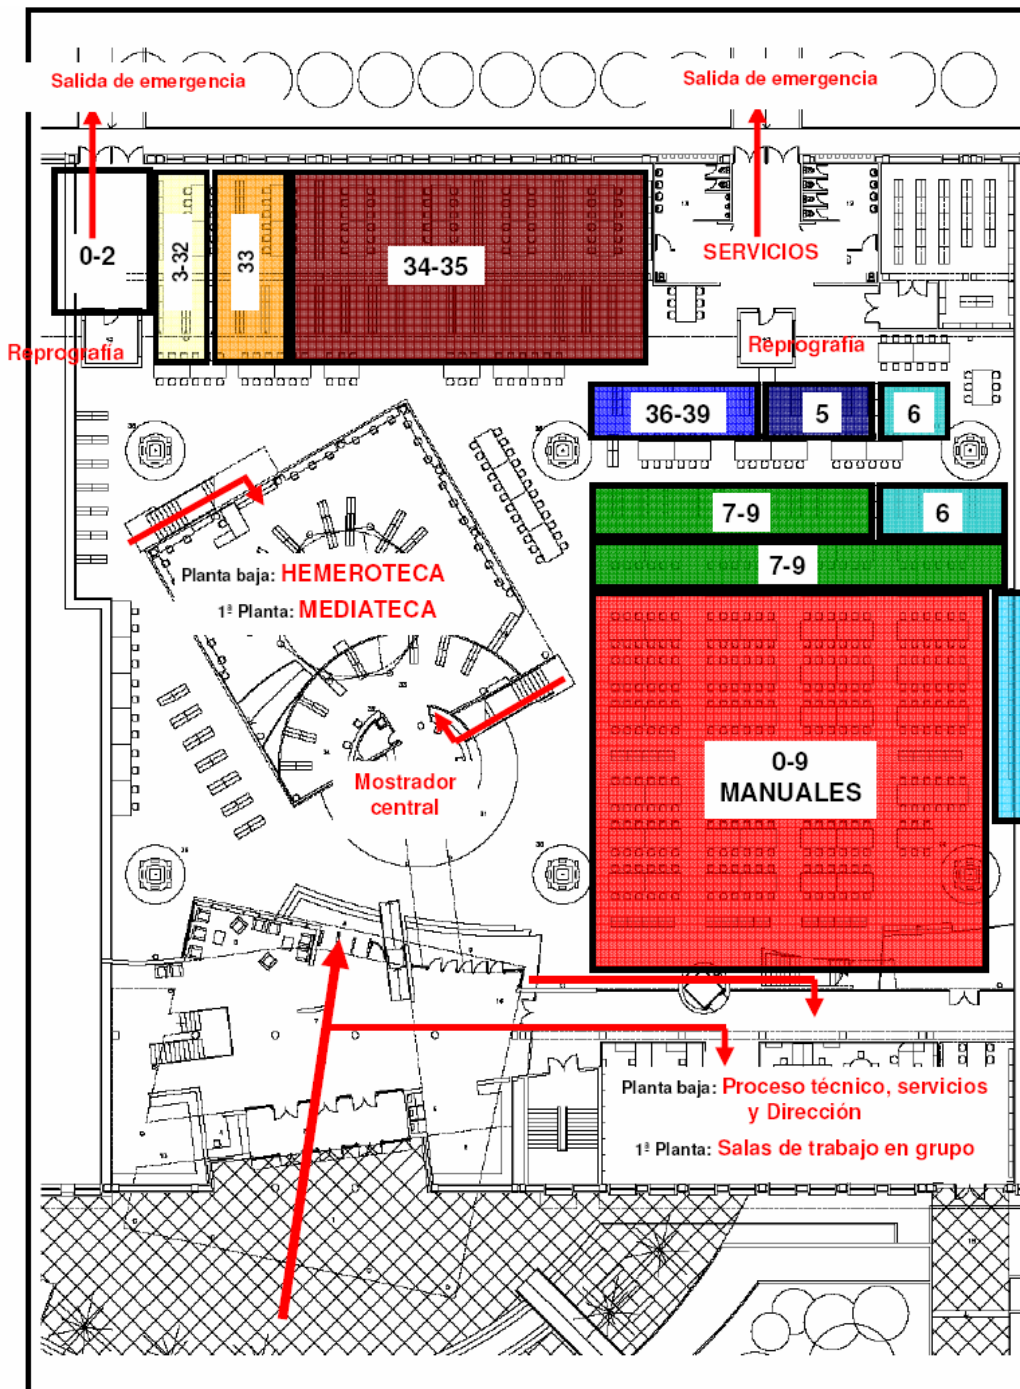 Salida de emergencia
Salida de emergencia
0-2
3-32
33
34-35
SERVICIOS
Reprografía
Reprografía
36-39
5
6
7-9
6
7-9
Planta baja: HEMEROTECA
1ª Planta: MEDIATECA
Mostrador
central
0-9
MANUALES
Planta baja: Proceso técnico, servicios
y Dirección
1ª Planta: Salas de trabajo en grupo